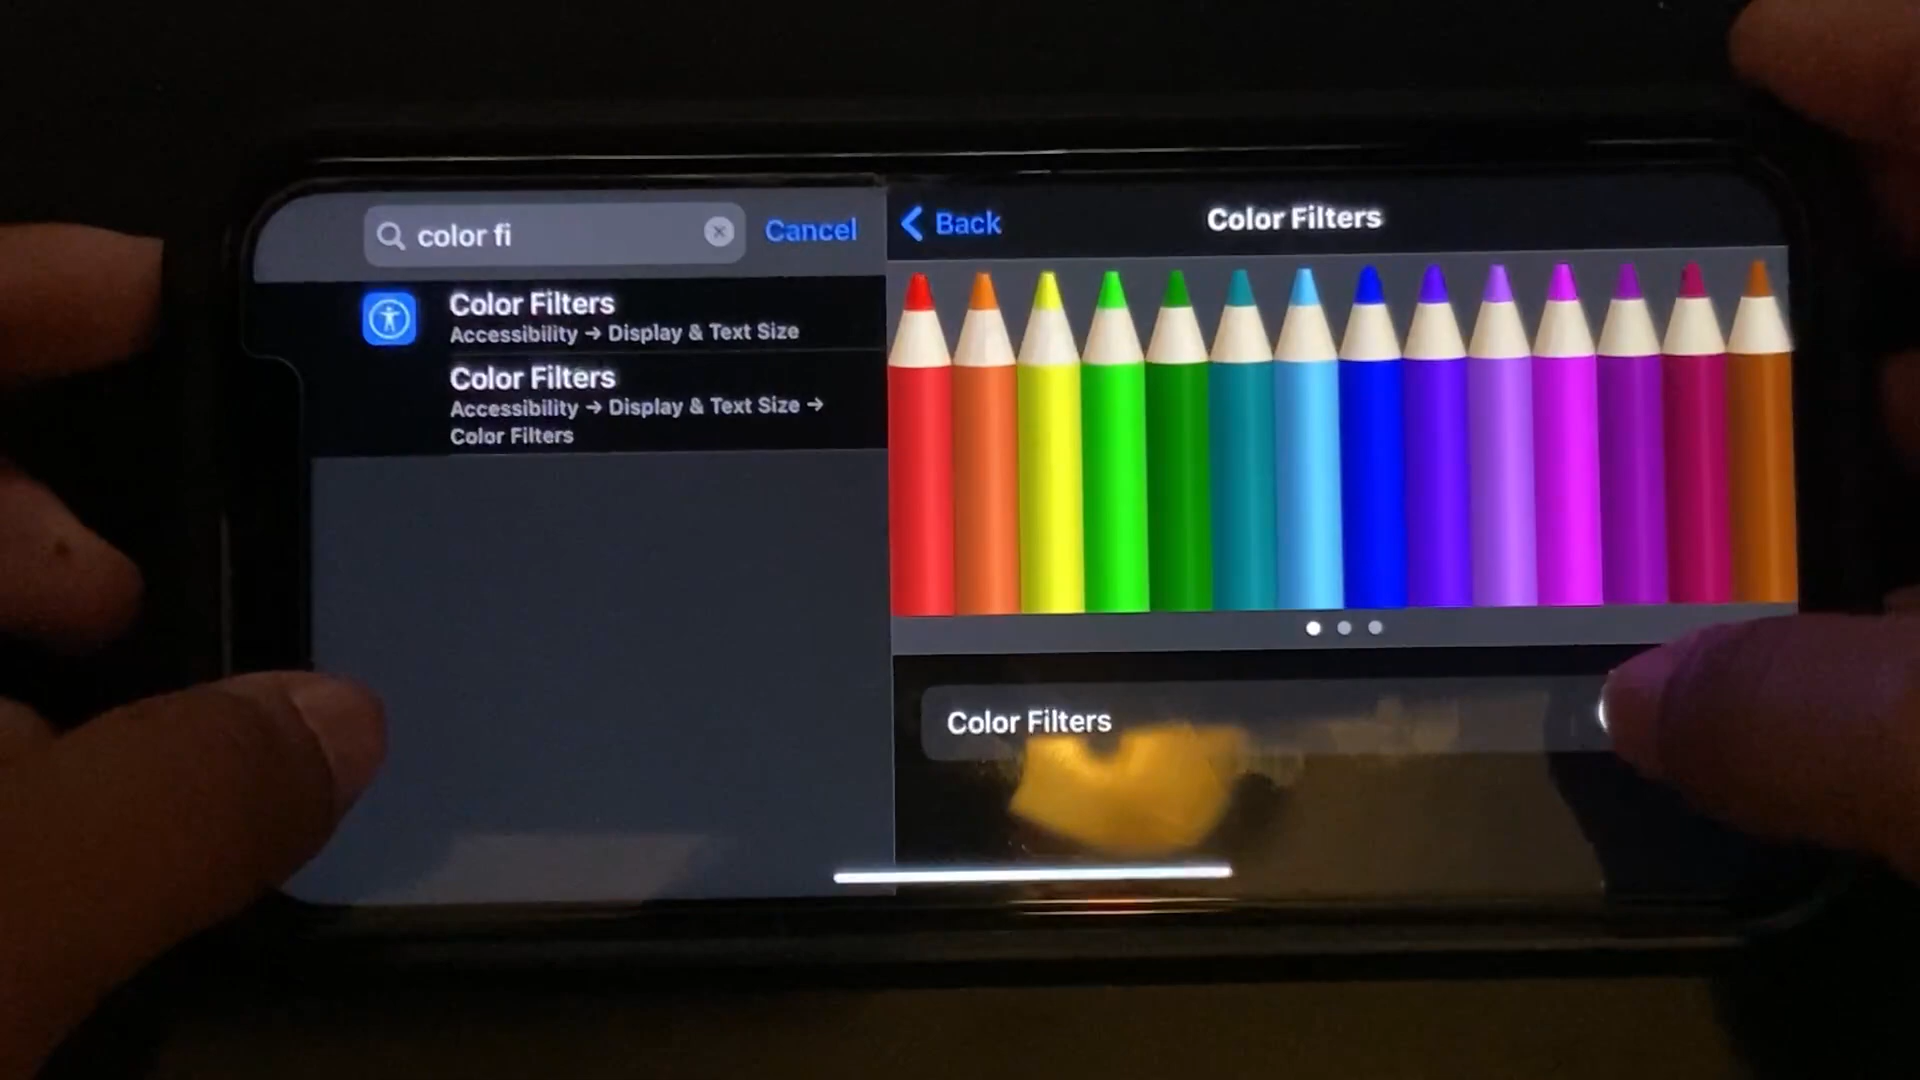 color fi
Cancel
Color Filters
Accessibility → Display & Text Size
Color Filters
Accessibility → Display & Text Size →
Color Filters
Back
Color Filters
Color Filters